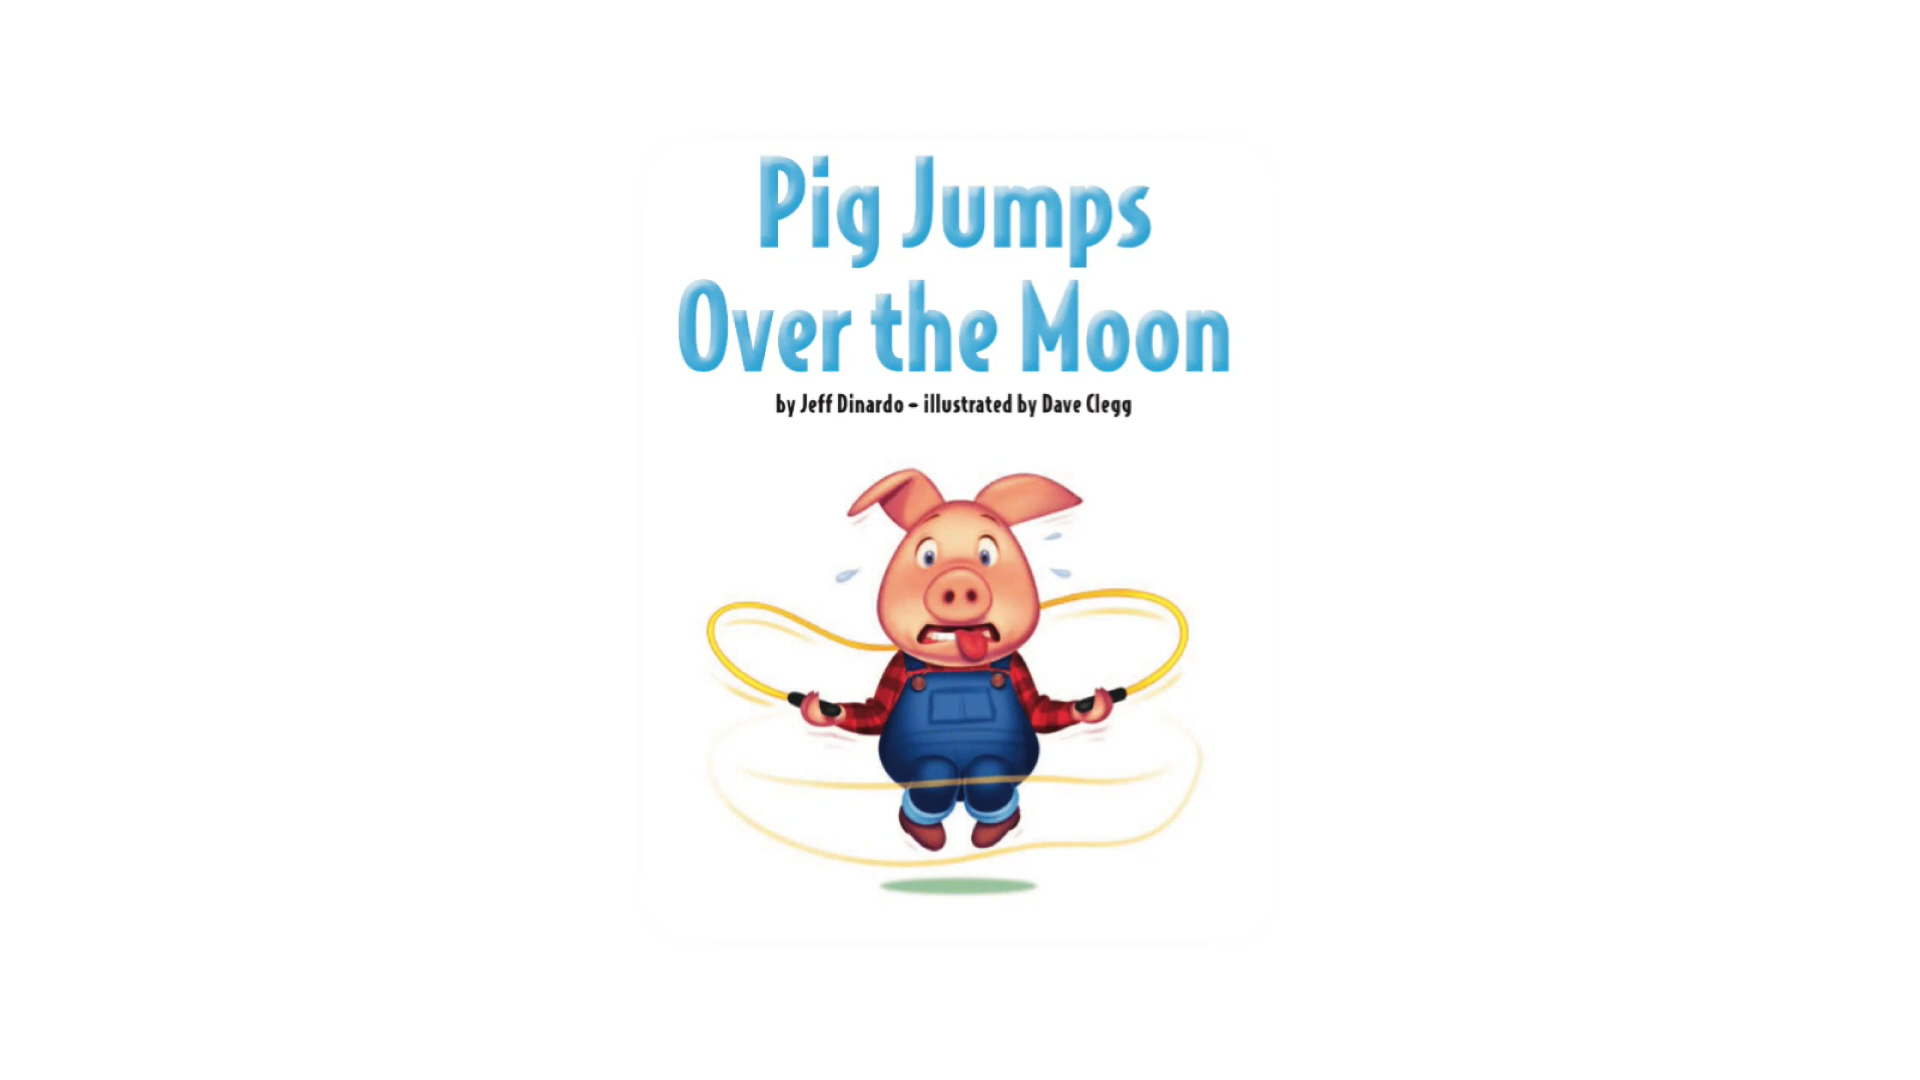 Pig Jumps
Over the Moon
by Jeff Dinardo - illustrated by Dave Clegg